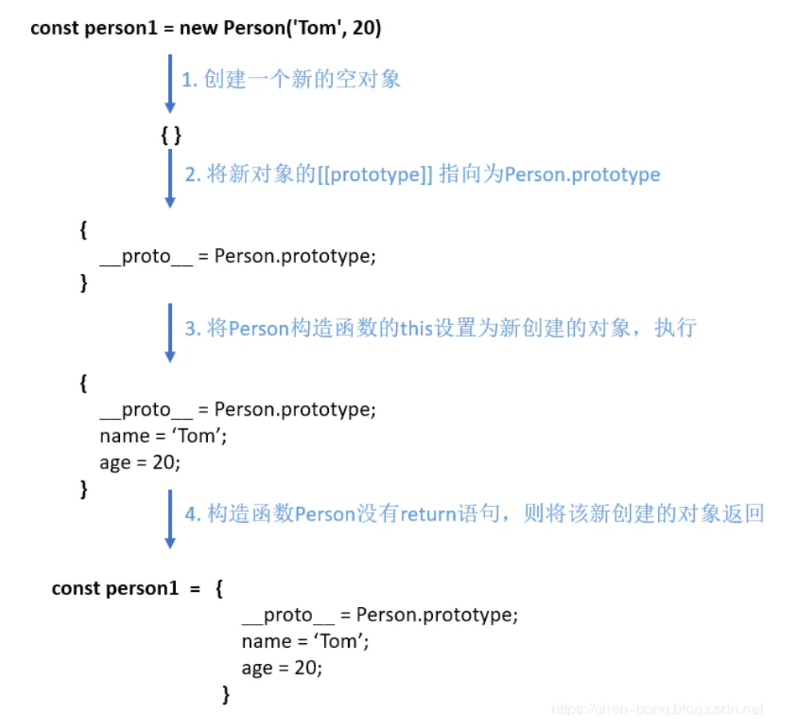 const person1 = new Person('Tom', 20)
1. 创建一个新的空对象
{ }
2. 将新对象的[[prototype]] 指向为Person.prototype
{
__proto__ = Person.prototype;
}
3. 将Person构造函数的this设置为新创建的对象，执行
{
__proto__ = Person.prototype;
name = ‘Tom’;
age = 20;
}
4. 构造函数Person没有return语句，则将该新创建的对象返回
const person1 = {
__proto__ = Person.prototype;
name = ‘Tom’;
age = 20;
}
https://chen-cong.blog.csdn.net